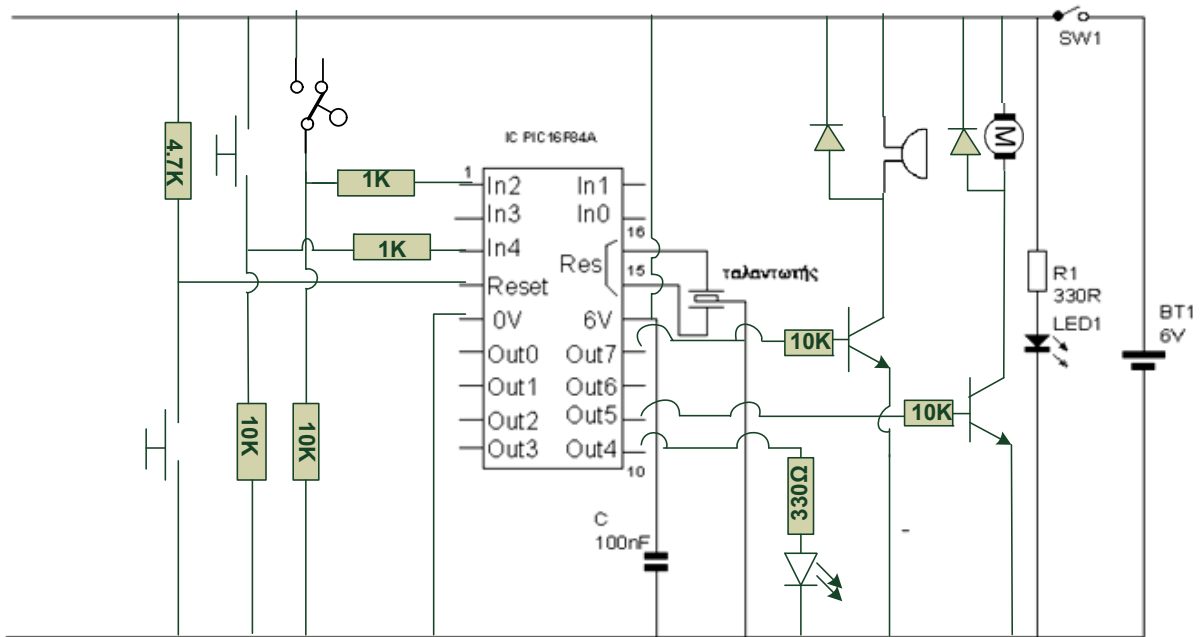 SW1
4.7K
IC PIC16F84A
M
1K
1
In2
In1
In3
In0
16
1K
In4
Res
15
ταλαντωτής
Reset
R1
330R
0V
6V
LED1
BT1
6V
10K
Out0
Out7
Out1
Out6
10K
10K
10K
Out2
Out5
Out3
Out4
10
330Ω
C
100nF